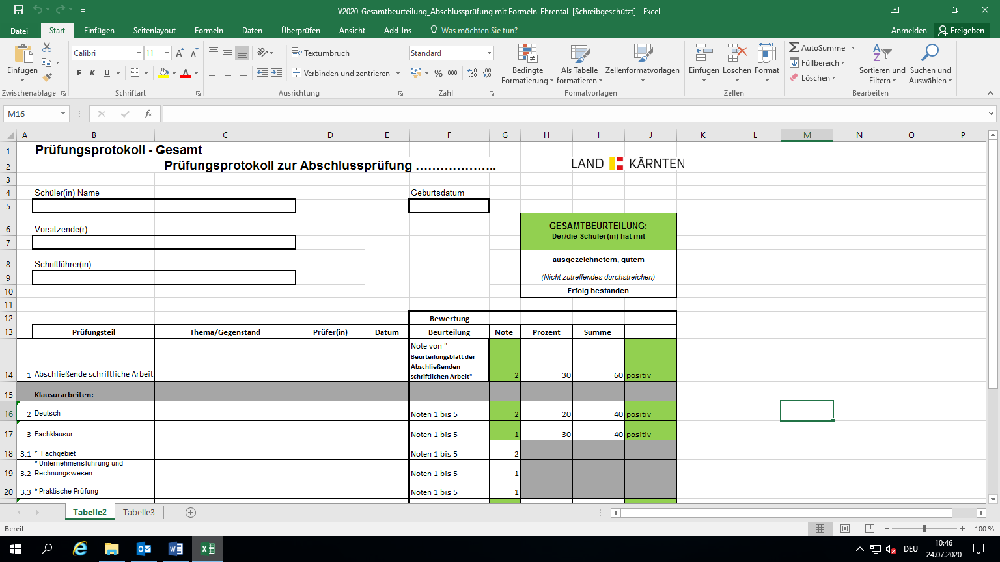 V2020-Gesamtbeurteilung_Abschlussprüfung mit Formeln-Ehrental  [Schreibgeschützt] - Excel
Datei Start Einfügen Seitenlayout Formeln Daten Überprüfen Ansicht Add-Ins Was möchten Sie tun? Anmelden Freigeben
Calibri 11 Textumbruch Standard AutoSumme
Füllbereich
Einfügen Bedingte Formatierung Als Tabelle formatieren Zellenformatvorlagen Einfügen Löschen Format Sortieren und Filtern Suchen und Auswählen
F K U A Verbinden und zentrieren % 000 Löschen
Zwischenablage Schriftart Ausrichtung Zahl Formatvorlagen Zellen Bearbeiten
M16 fx
A B C D E F G H I J K L M N O P
1 Prüfungsprotokoll - Gesamt
2 Prüfungsprotokoll zur Abschlussprüfung ……………….. LAND KÄRNTEN
3
4 Schüler(in) Name Geburtsdatum
5
6 Vorsitzende(r) GESAMTBEURTEILUNG:
Der/die Schüler(in) hat mit
7
8 Schriftführer(in) ausgezeichnetem, gutem
9 (Nicht zutreffendes durchstreichen)
10 Erfolg bestanden
11
12 Bewertung
13 Prüfungsteil Thema/Gegenstand Prüfer(in) Datum Beurteilung Note Prozent Summe
Note von "
Beurteilungsblatt der
Abschließenden
14 1 Abschließende schriftliche Arbeit schriftlichen Arbeit" 2 30 60 positiv
15 Klausurarbeiten:
16 2 Deutsch Noten 1 bis 5 2 20 40 positiv
17 3 Fachklausur Noten 1 bis 5 1 30 40 positiv
18 3.1 * Fachgebiet Noten 1 bis 5 2
* Unternehmensführung und
19 3.2 Rechnungswesen Noten 1 bis 5 1
20 3.3 * Praktische Prüfung Noten 1 bis 5 1
Tabelle2 Tabelle3
Bereit 100 %
DEU 10:46
24.07.2020